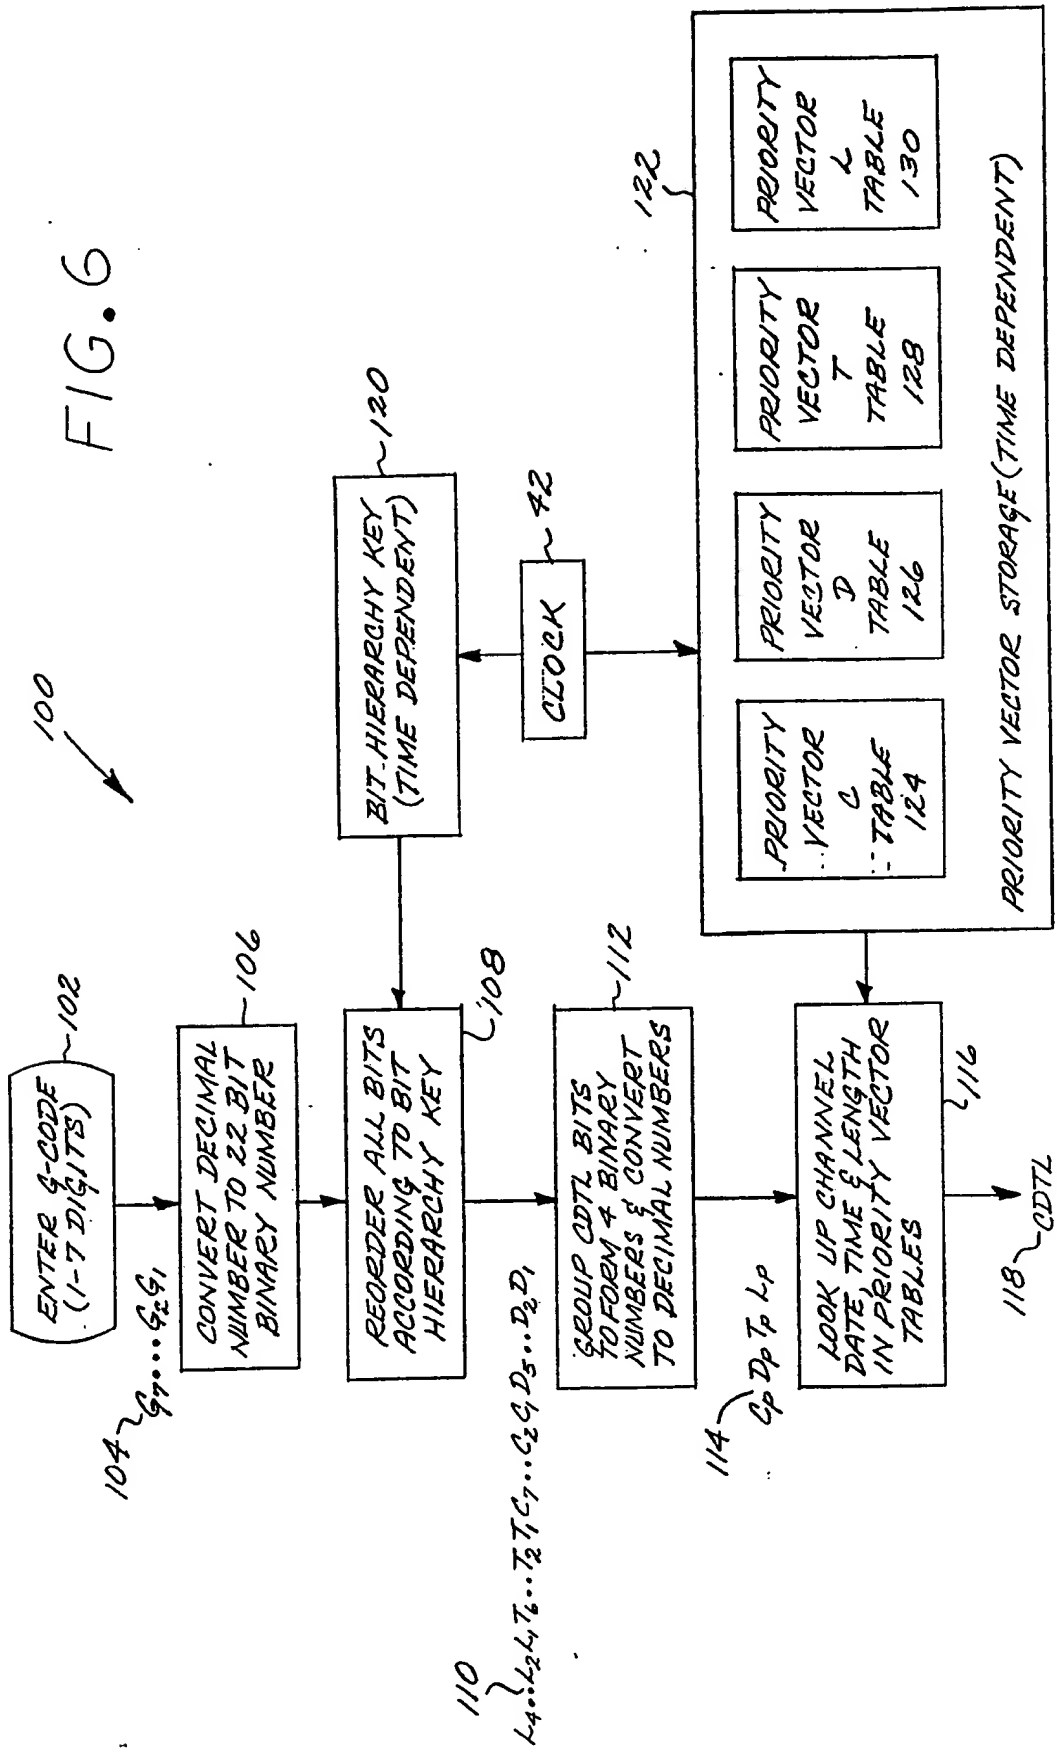 FIG. 6
100
ENTER G-CODE
(1-7 DIGITS)
102
104
G7....G2G1
CONVERT DECIMAL
NUMBER TO 22 BIT
BINARY NUMBER
106
REORDER ALL BITS
ACCORDING TO BIT
HIERARCHY KEY
108
BIT-HIERARCHY KEY
(TIME DEPENDENT)
120
CLOCK
42
110
L4..L2L1T6..T2T1C7..C2C1D5..D2D1
GROUP CDTL BITS
TO FORM 4 BINARY
NUMBERS & CONVERT
TO DECIMAL NUMBERS
112
114
Cp Dp Tp Lp
LOOK UP CHANNEL
DATE, TIME & LENGTH
IN PRIORITY VECTOR
TABLES
116
118
CDTL
122
PRIORITY
VECTOR
C
TABLE
124
PRIORITY
VECTOR
D
TABLE
126
PRIORITY
VECTOR
T
TABLE
128
PRIORITY
VECTOR
L
TABLE
130
PRIORITY VECTOR STORAGE (TIME DEPENDENT)